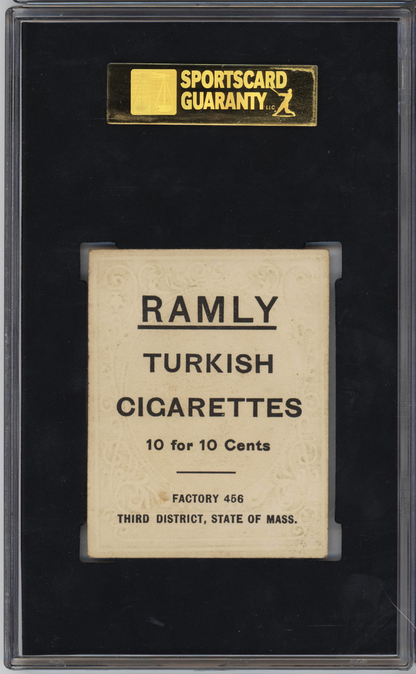 SPORTSCARD
GUARANTY LLC
RAMLY
TURKISH
CIGARETTES
10 for 10 Cents
FACTORY 456
THIRD DISTRICT, STATE OF MASS.